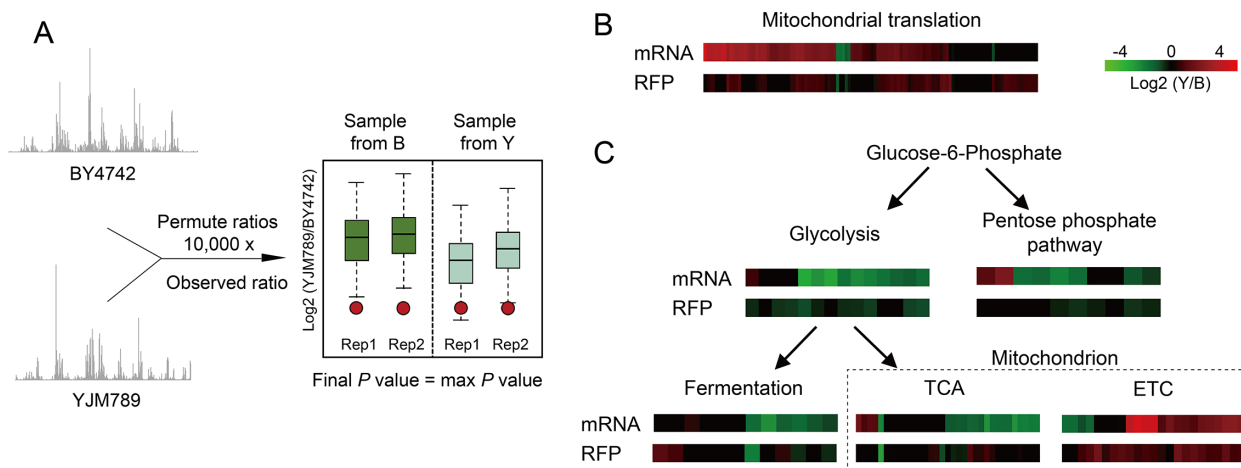 A
BY4742
Permute ratios
10,000 x
Observed ratio
YJM789
Sample
from B
Sample
from Y
Log2 (YJM789/BY4742)
Rep1
Rep2
Rep1
Rep2
Final P value = max P value
B
Mitochondrial translation
mRNA
RFP
-4 0 4
Log2 (Y/B)
C
Glucose-6-Phosphate
Glycolysis
Pentose phosphate
pathway
mRNA
RFP
Mitochondrion
Fermentation
TCA
ETC
mRNA
RFP